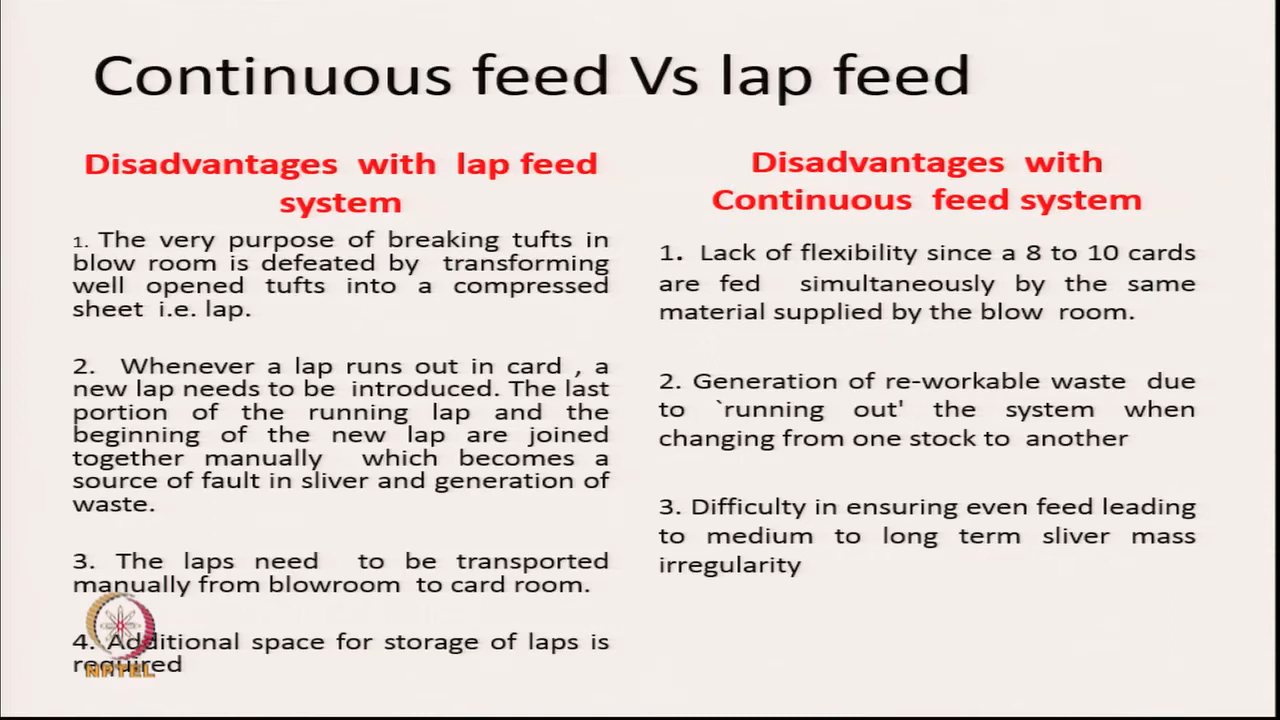 Continuous feed Vs lap feed
Disadvantages with lap feed
system
1. The very purpose of breaking tufts in
blow room is defeated by transforming
well opened tufts into a compressed
sheet i.e. lap.
2. Whenever a lap runs out in card , a
new lap needs to be introduced. The last
portion of the running lap and the
beginning of the new lap are joined
together manually which becomes a
source of fault in sliver and generation of
waste.
3. The laps need to be transported
manually from blowroom to card room.
4. Additional space for storage of laps is
required
Disadvantages with
Continuous feed system
1. Lack of flexibility since a 8 to 10 cards
are fed simultaneously by the same
material supplied by the blow room.
2. Generation of re-workable waste due
to `running out' the system when
changing from one stock to another
3. Difficulty in ensuring even feed leading
to medium to long term sliver mass
irregularity
NPTEL